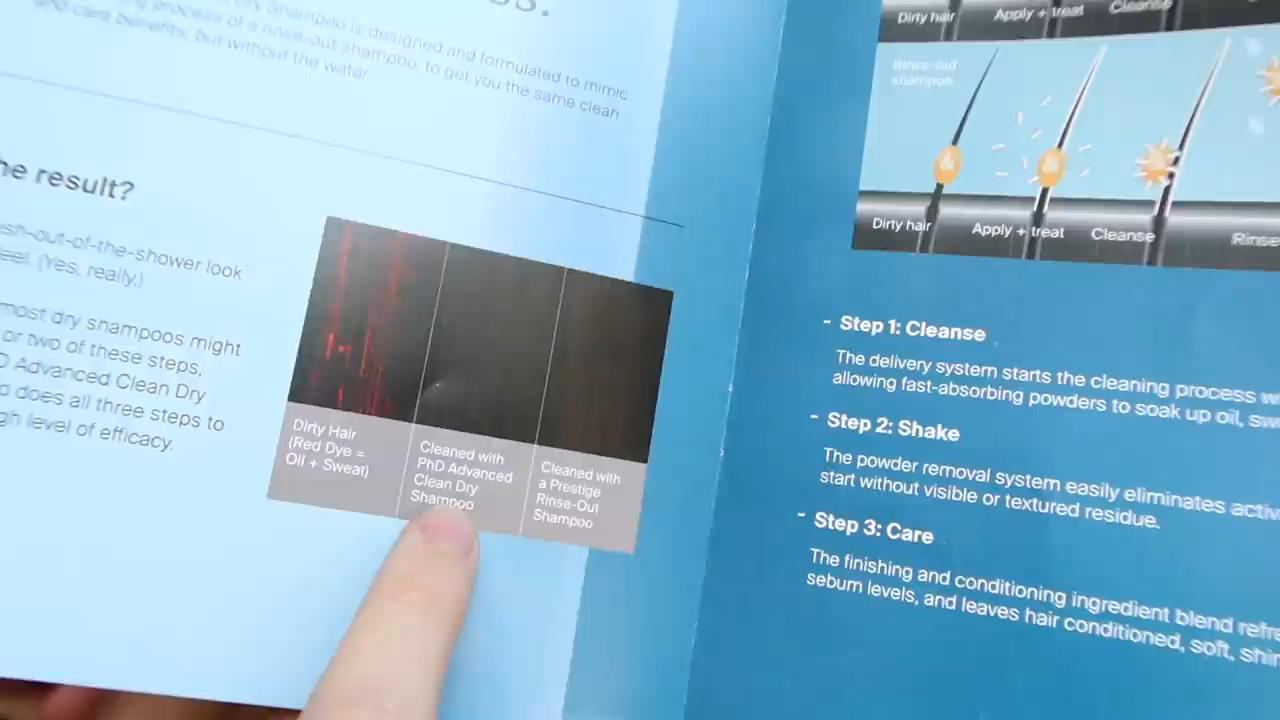 Dry Shampoo is designed and formulated to mimic
process of a rinse-out shampoo, to get you the same clean
and care benefits, but without the water.
he result?
esh-out-of-the-shower look
feel. (Yes, really.)
most dry shampoos might
or two of these steps,
D Advanced Clean Dry
o does all three steps to
gh level of efficacy.
Dirty Hair
(Red Dye =
Oil + Sweat)
Cleaned with
PhD Advanced
Clean Dry
Shampoo
Cleaned with
a Prestige
Rinse-Out
Shampoo
Dirty hair Apply + treat Cleanse
Rinse-out
shampoo
&
&
Dirty hair Apply + treat Cleanse Rinse
- Step 1: Cleanse
The delivery system starts the cleaning process w
allowing fast-absorbing powders to soak up oil, sw
- Step 2: Shake
The powder removal system easily eliminates activ
start without visible or textured residue.
- Step 3: Care
The finishing and conditioning ingredient blend refre
sebum levels, and leaves hair conditioned, soft, shin